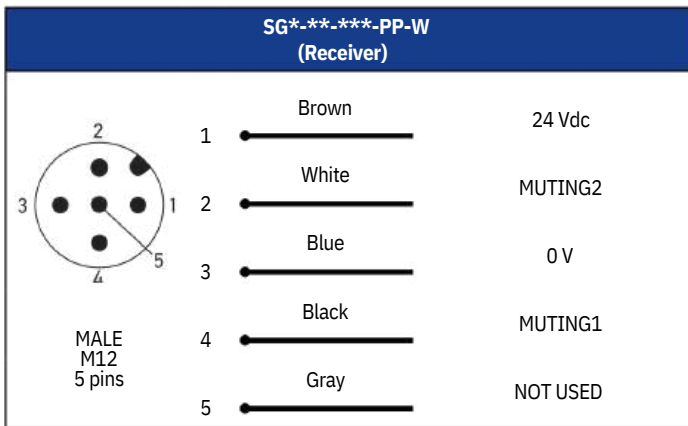 SG*-**-***-PP-W
(Receiver)
2
3
1
5
4
MALE
M12
5 pins
1 Brown 24 Vdc
2 White MUTING2
3 Blue 0 V
4 Black MUTING1
5 Gray NOT USED